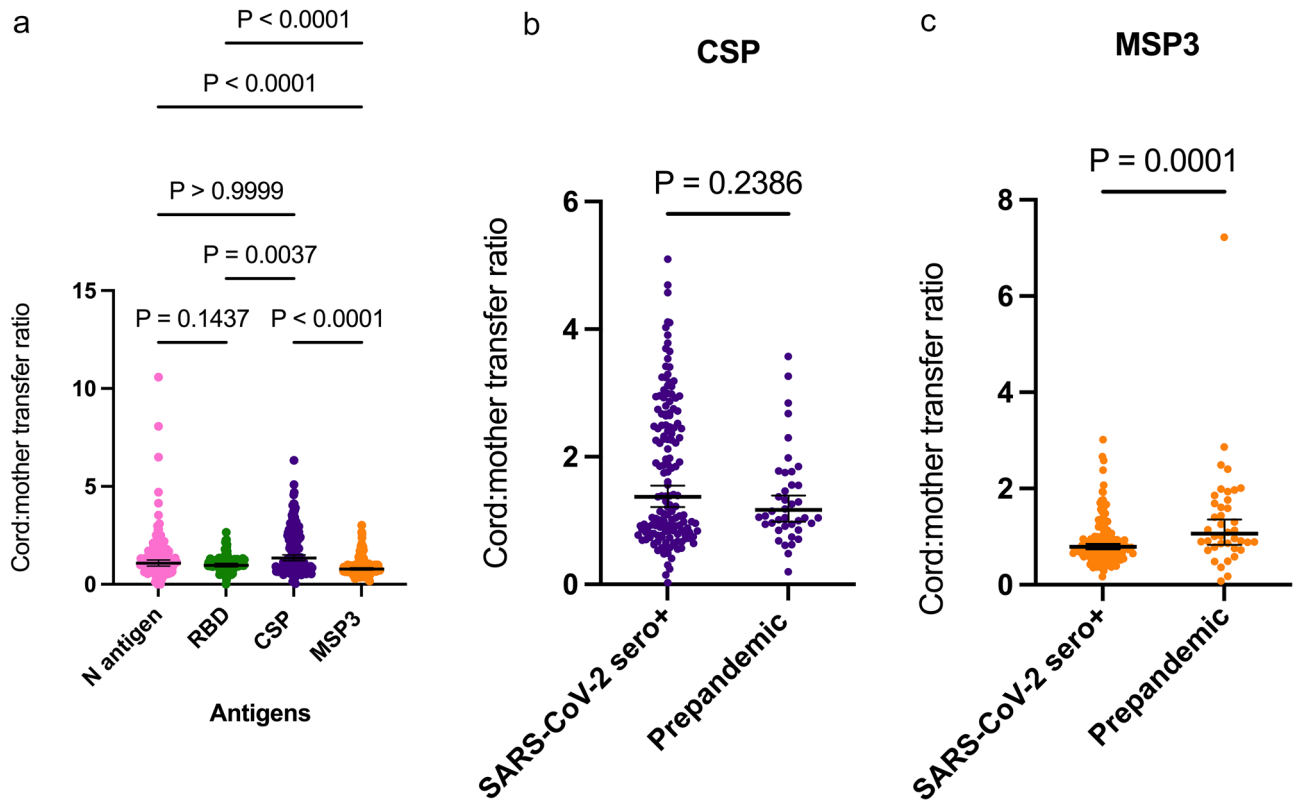 a
P < 0.0001
P < 0.0001
P > 0.9999
P = 0.0037
P = 0.1437
P < 0.0001
Cord:mother transfer ratio
15
10
5
0
N antigen
RBD
CSP
MSP3
Antigens
b
CSP
P = 0.2386
Cord:mother transfer ratio
6
4
2
0
SARS-CoV-2 sero+
Prepandemic
c
MSP3
P = 0.0001
Cord:mother transfer ratio
8
6
4
2
0
SARS-CoV-2 sero+
Prepandemic